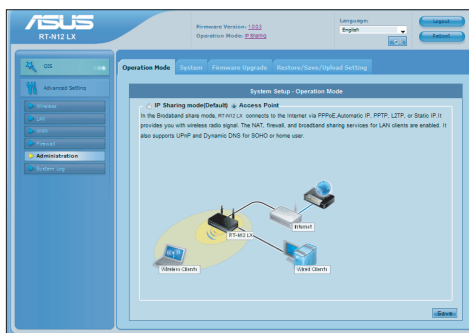 ASUS
RT-N12 LX
Firmware Version: 1.0.0.3
Operation Mode: IP Sharing
Language:
English
Logout
Reboot
QIS
Advanced Setting
Wireless
LAN
WAN
Firewall
Administration
System Log
Operation Mode System Firmware Upgrade Restore/Save/Upload Setting
System Setup - Operation Mode
IP Sharing mode(Default) Access Point
In the Brodaband share mode, RT-N12 LX connects to the Internet via PPPoE,Automatic IP, PPTP, L2TP, or Static IP.It
provides you with wireless radio signal. The NAT, firewall, and broadband sharing services for LAN clients are enabled. It
also supports UPnP and Dynamic DNS for SOHO or home user.
Internet
RT-N12 LX
Wireless Clients
Wired Clients
Save